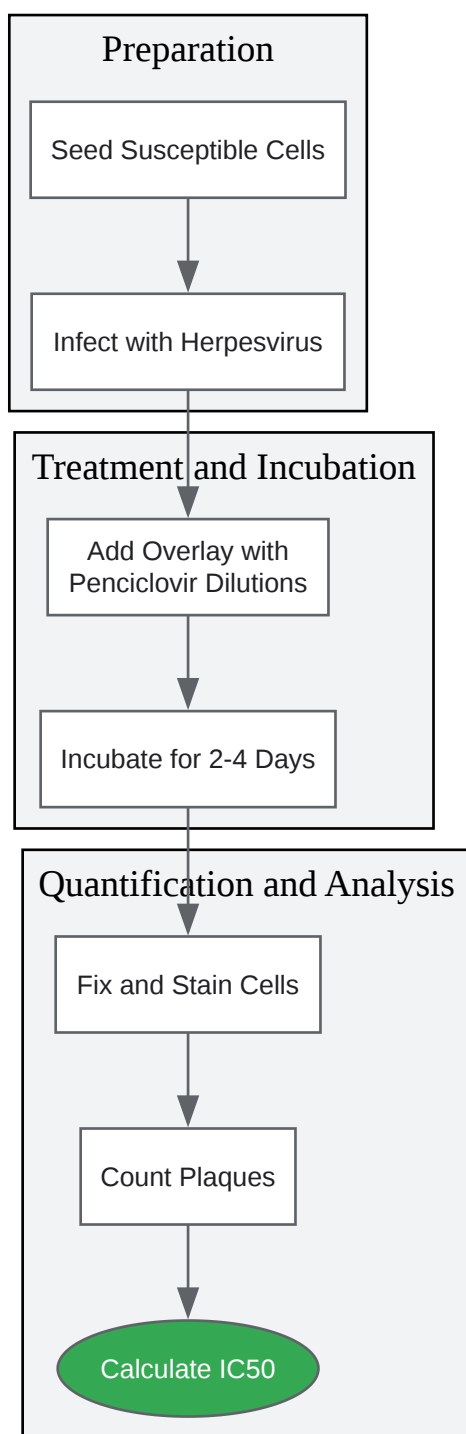 Preparation
Seed Susceptible Cells
Infect with Herpesvirus
Treatment and Incubation
Add Overlay with
Penciclovir Dilutions
Incubate for 2-4 Days
Quantification and Analysis
Fix and Stain Cells
Count Plaques
Calculate IC50